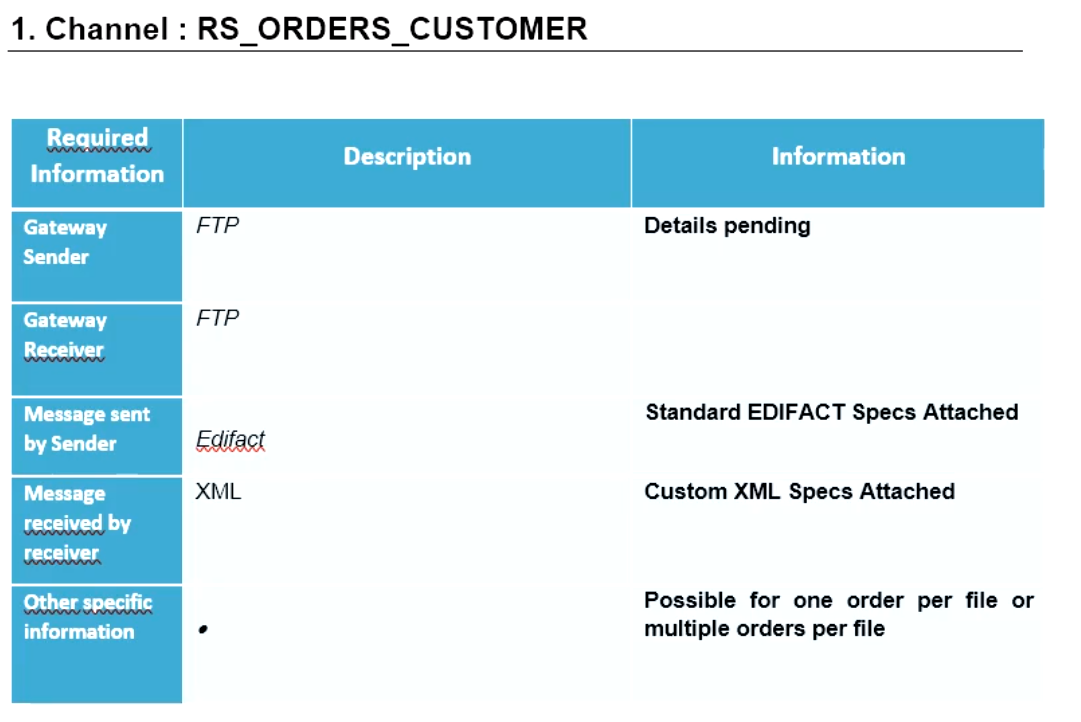 1. Channel : RS_ORDERS_CUSTOMER
Required
Information
Description
Information
Gateway
Sender
FTP
Details pending
Gateway
Receiver
FTP
Message sent
by Sender
Edifact
Standard EDIFACT Specs Attached
Message
received by
receiver
XML
Custom XML Specs Attached
Other specific
information
•
Possible for one order per file or
multiple orders per file